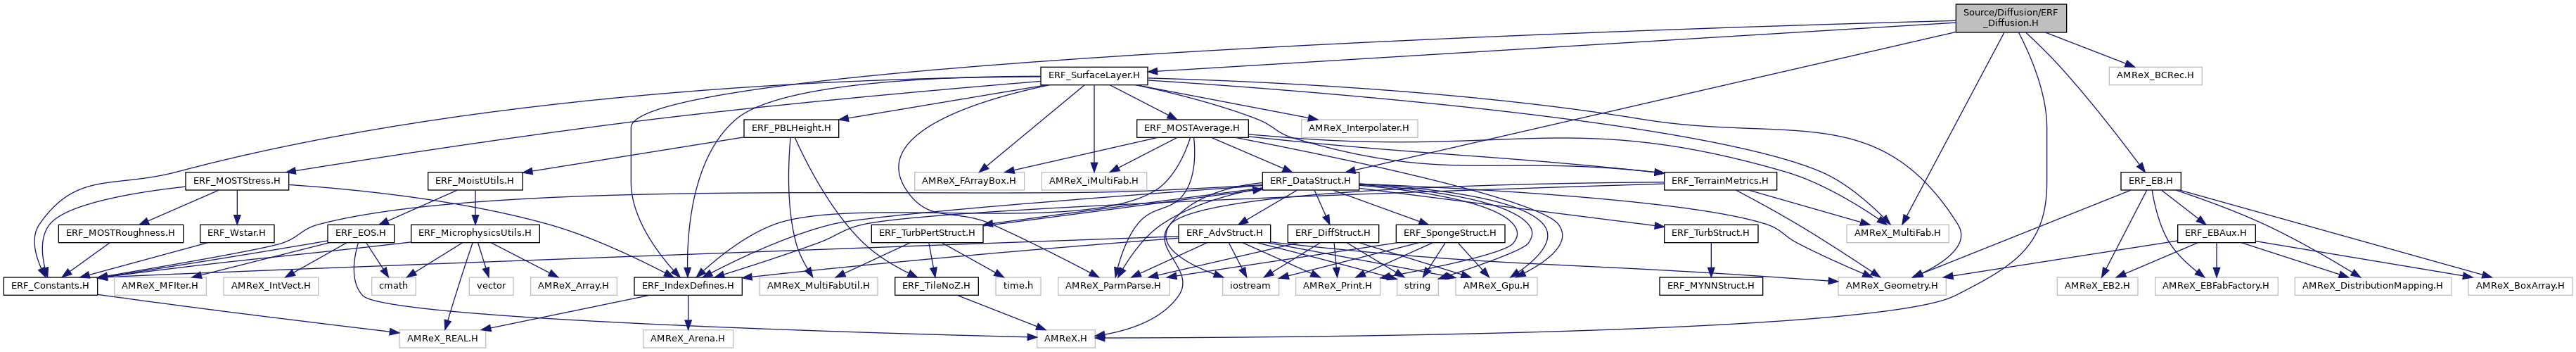 Source/Diffusion/ERF
_Diffusion.H
ERF_SurfaceLayer.H
AMReX_BCRec.H
ERF_PBLHeight.H
ERF_MOSTAverage.H
AMReX_Interpolater.H
ERF_MOSTStress.H
ERF_MoistUtils.H
AMReX_FArrayBox.H
AMReX_iMultiFab.H
ERF_DataStruct.H
ERF_TerrainMetrics.H
ERF_EB.H
ERF_MOSTRoughness.H
ERF_Wstar.H
ERF_EOS.H
ERF_MicrophysicsUtils.H
ERF_TurbPertStruct.H
ERF_AdvStruct.H
ERF_DiffStruct.H
ERF_SpongeStruct.H
ERF_TurbStruct.H
AMReX_MultiFab.H
ERF_EBAux.H
ERF_Constants.H
AMReX_MFIter.H
AMReX_IntVect.H
cmath
vector
AMReX_Array.H
ERF_IndexDefines.H
AMReX_MultiFabUtil.H
ERF_TileNoZ.H
time.h
AMReX_ParmParse.H
iostream
AMReX_Print.H
string
AMReX_Gpu.H
ERF_MYNNStruct.H
AMReX_Geometry.H
AMReX_EB2.H
AMReX_EBFabFactory.H
AMReX_DistributionMapping.H
AMReX_BoxArray.H
AMReX_REAL.H
AMReX_Arena.H
AMReX.H